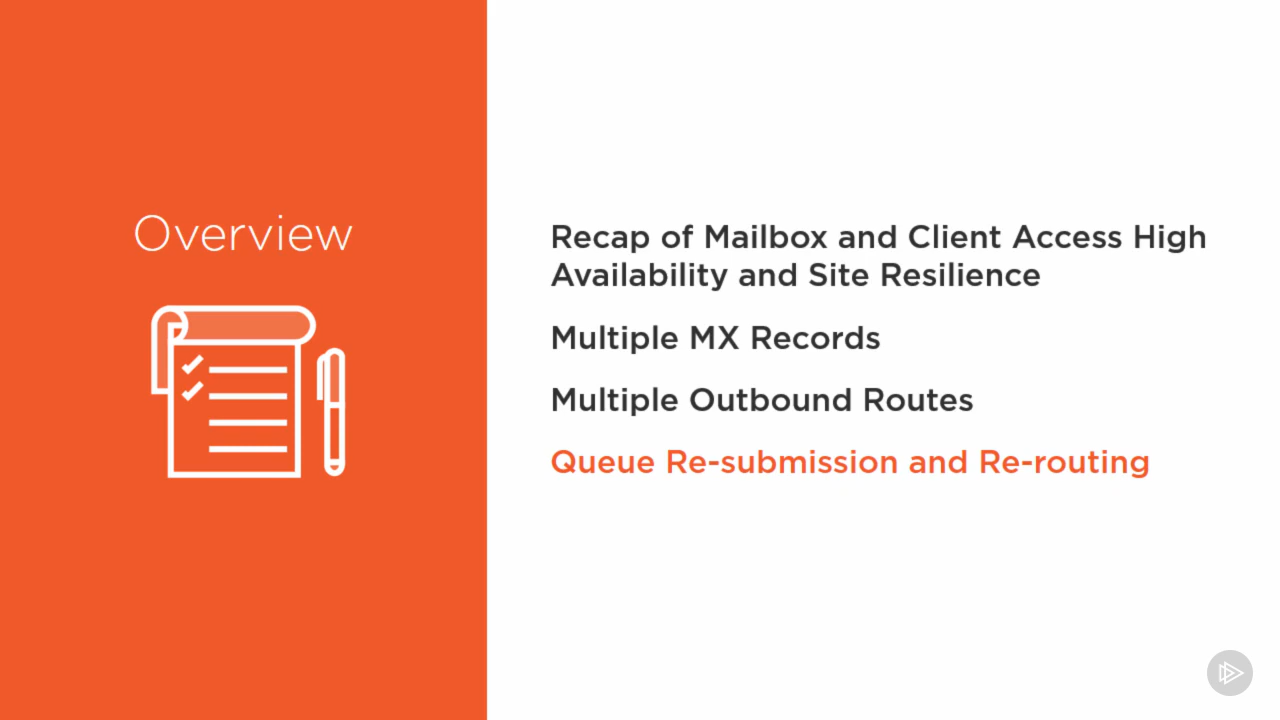 Overview
Recap of Mailbox and Client Access High
Availability and Site Resilience
Multiple MX Records
Multiple Outbound Routes
Queue Re-submission and Re-routing